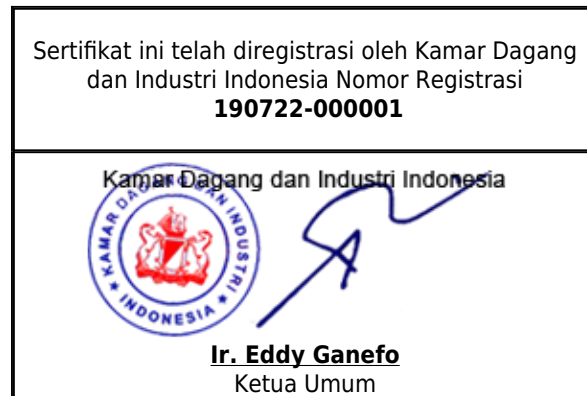 Sertifikat ini telah diregistrasi oleh Kamar Dagang
dan Industri Indonesia Nomor Registrasi
190722-000001
Kamar Dagang dan Industri Indonesia
KAMAR DAGANG DAN INDUSTRI
INDONESIA
Ir. Eddy Ganefo
Ketua Umum